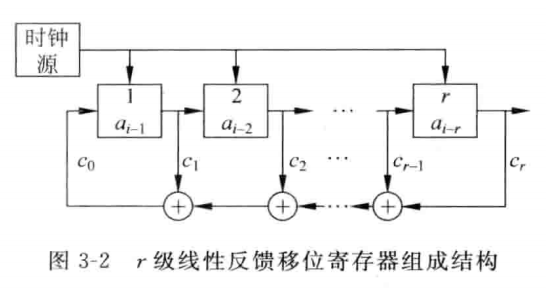 时钟
源
1 2 r
a_{i-1} a_{i-2} ... a_{i-r}
c_0 c_1 c_2 ... c_{r-1} c_r
+ + ... +
图 3-2 r级线性反馈移位寄存器组成结构